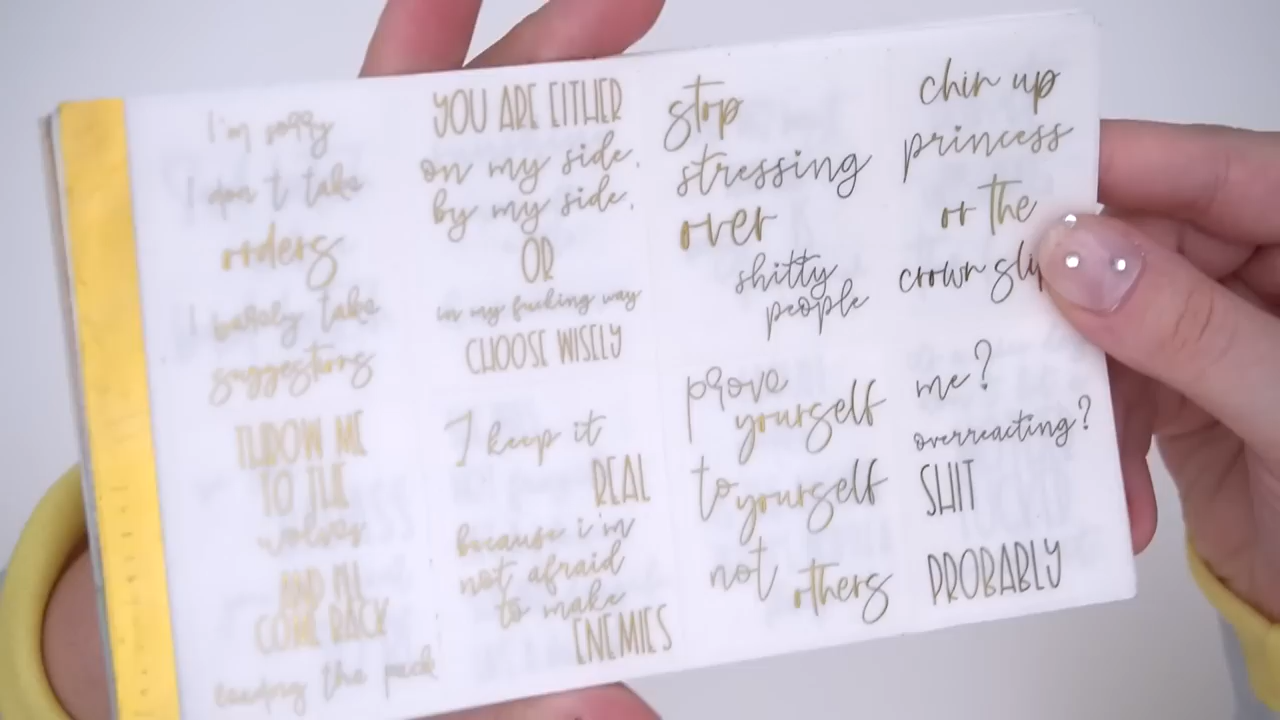 I'm sorry
I don't take
orders
I barely take
suggestions
THROW ME
TO THE
wolves
AND I'LL
COME BACK
leading the pack
YOU ARE EITHER
on my side,
by my side,
OR
in my fucking way
CHOOSE WISELY
I keep it
REAL
because i'm
not afraid
to make
ENEMIES
stop
stressing
over
shitty
people
prove
yourself
to yourself
not others
chin up
princess
or the
crown
me?
overreacting?
SHIT
PROBABLY